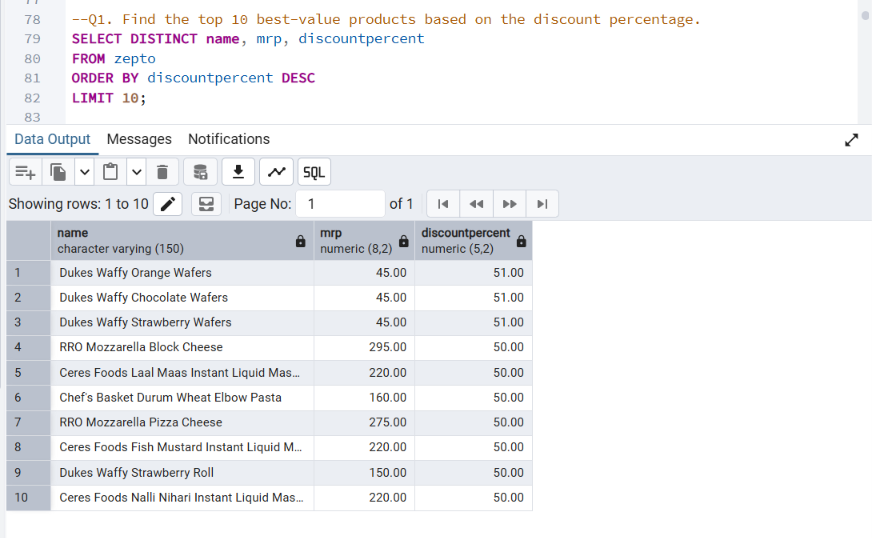 77
78 --Q1. Find the top 10 best-value products based on the discount percentage.
79 SELECT DISTINCT name, mrp, discountpercent
80 FROM zepto
81 ORDER BY discountpercent DESC
82 LIMIT 10;
83
Data Output Messages Notifications
SQL
Showing rows: 1 to 10 Page No: 1 of 1
name mrp discountpercent
character varying (150) numeric (8,2) numeric (5,2)
1 Dukes Waffy Orange Wafers 45.00 51.00
2 Dukes Waffy Chocolate Wafers 45.00 51.00
3 Dukes Waffy Strawberry Wafers 45.00 51.00
4 RRO Mozzarella Block Cheese 295.00 50.00
5 Ceres Foods Laal Maas Instant Liquid Mas... 220.00 50.00
6 Chef's Basket Durum Wheat Elbow Pasta 160.00 50.00
7 RRO Mozzarella Pizza Cheese 275.00 50.00
8 Ceres Foods Fish Mustard Instant Liquid M... 220.00 50.00
9 Dukes Waffy Strawberry Roll 150.00 50.00
10 Ceres Foods Nalli Nihari Instant Liquid Mas... 220.00 50.00